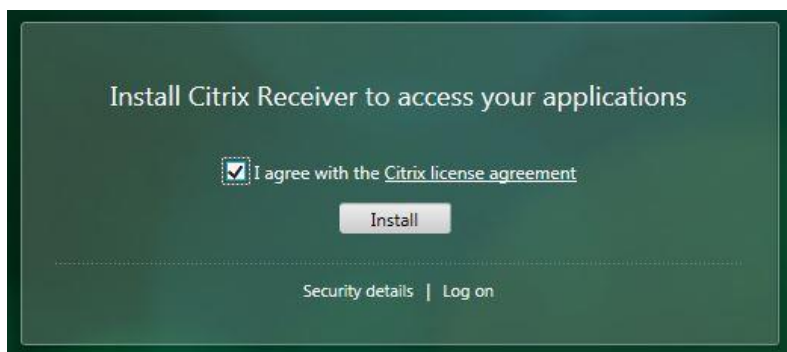 Install Citrix Receiver to access your applications
I agree with the Citrix license agreement
Install
Security details | Log on